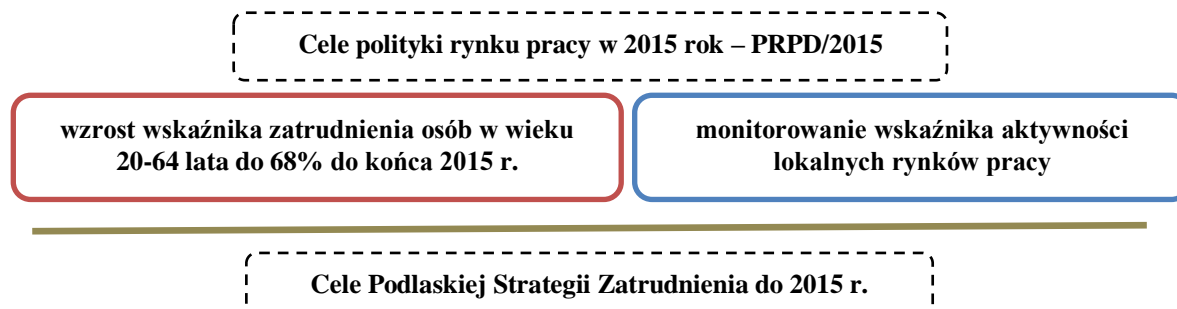 Cele polityki rynku pracy w 2015 rok – PRPD/2015
wzrost wskaźnika zatrudnienia osób w wieku
20-64 lata do 68% do końca 2015 r.
monitorowanie wskaźnika aktywności
lokalnych rynków pracy
Cele Podlaskiej Strategii Zatrudnienia do 2015 r.